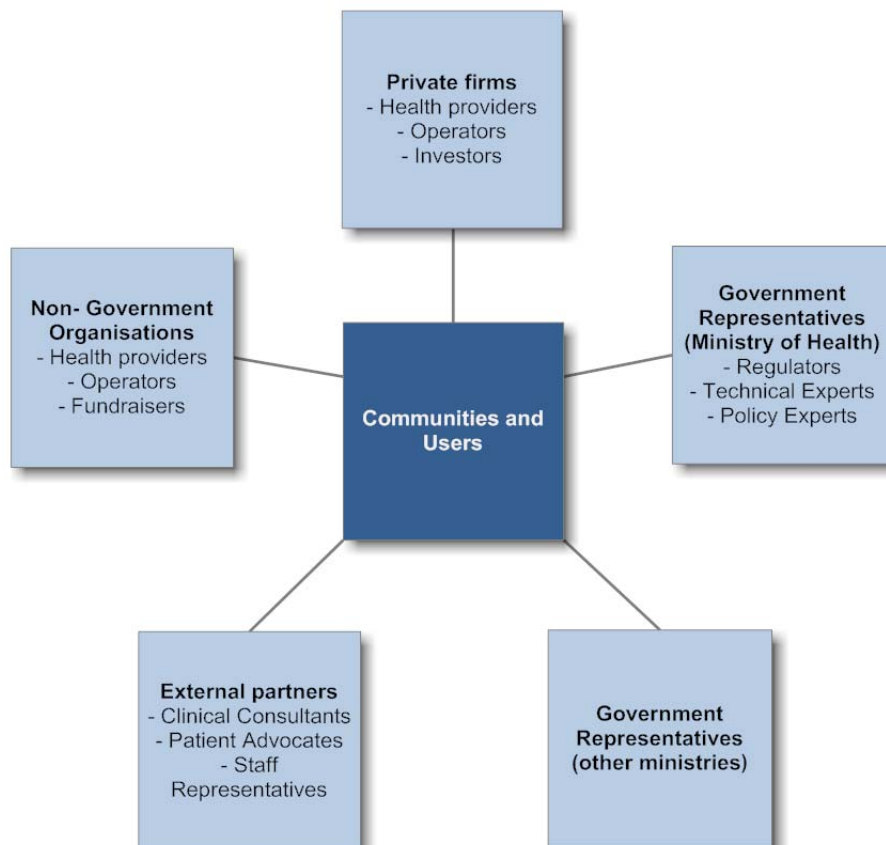 Private firms
- Health providers
- Operators
- Investors
Non- Government
Organisations
- Health providers
- Operators
- Fundraisers
Government
Representatives
(Ministry of Health)
- Regulators
- Technical Experts
- Policy Experts
Communities and
Users
External partners
- Clinical Consultants
- Patient Advocates
- Staff
Representatives
Government
Representatives
(other ministries)